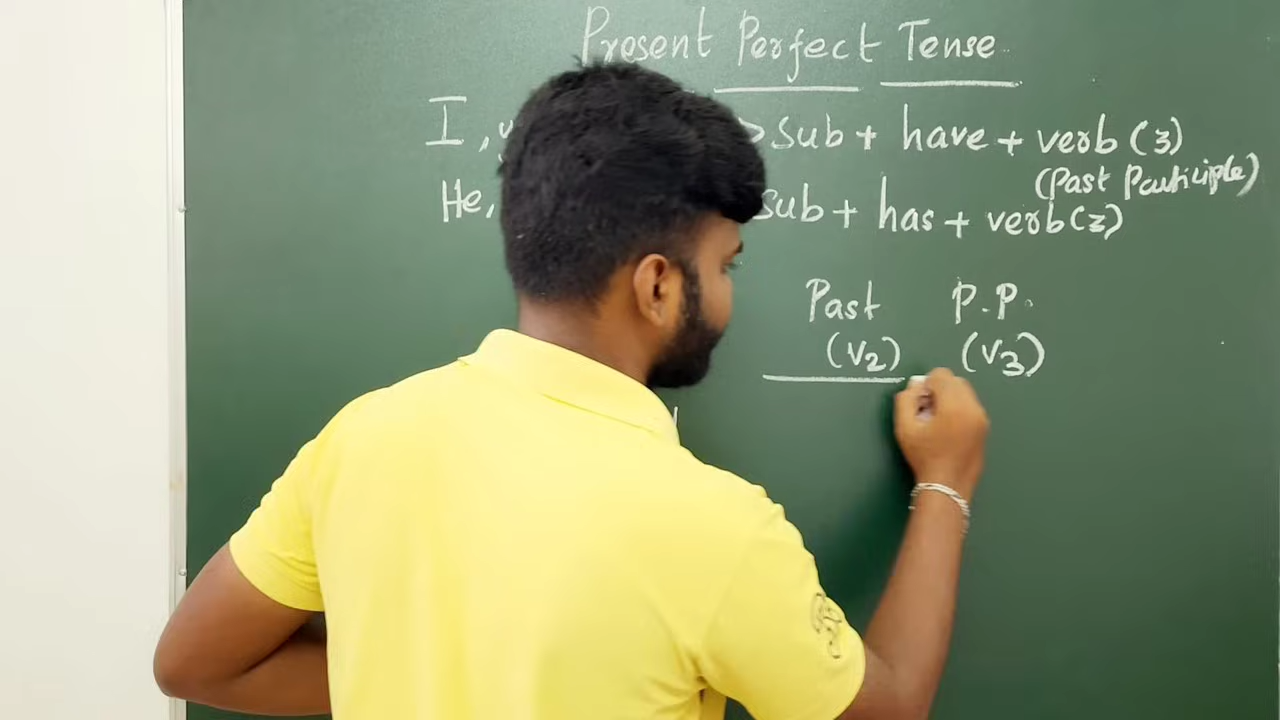 Present Perfect Tense
I, > Sub + have + verb (3)
(Past Participle)
He, Sub + has + verb (3)
Past P.P.
(V2) (V3)